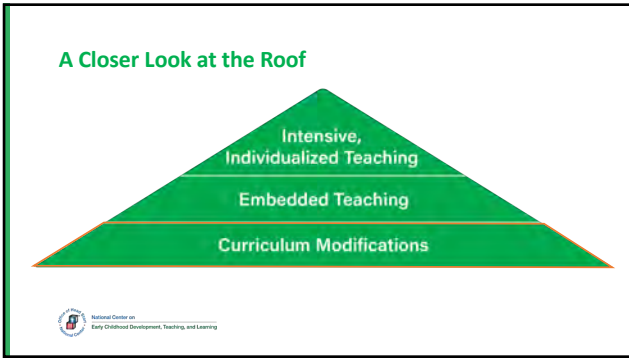 A Closer Look at the Roof
Intensive,
Individualized Teaching
Embedded Teaching
Curriculum Modifications
National Center on
Early Childhood Development, Teaching, and Learning